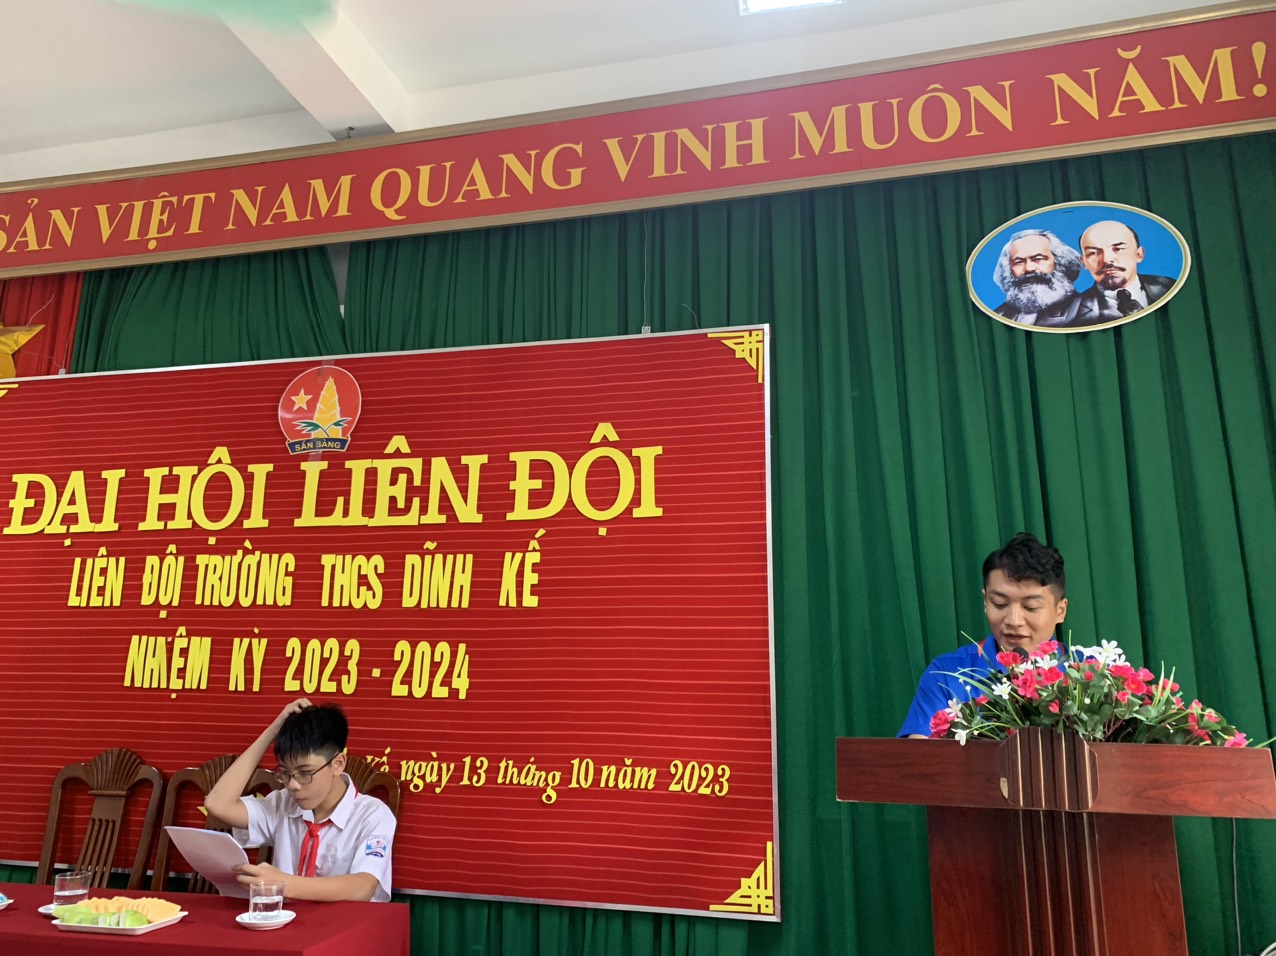 SẢN VIỆT NAM QUANG VINH MUÔN NĂM!
SẴN SÀNG
ĐẠI HỘI LIÊN ĐỘI
LIÊN ĐỘI TRƯỜNG THCS DĨNH KẾ
NHIỆM KỲ 2023 - 2024
Kế ngày 13 tháng 10 năm 2023